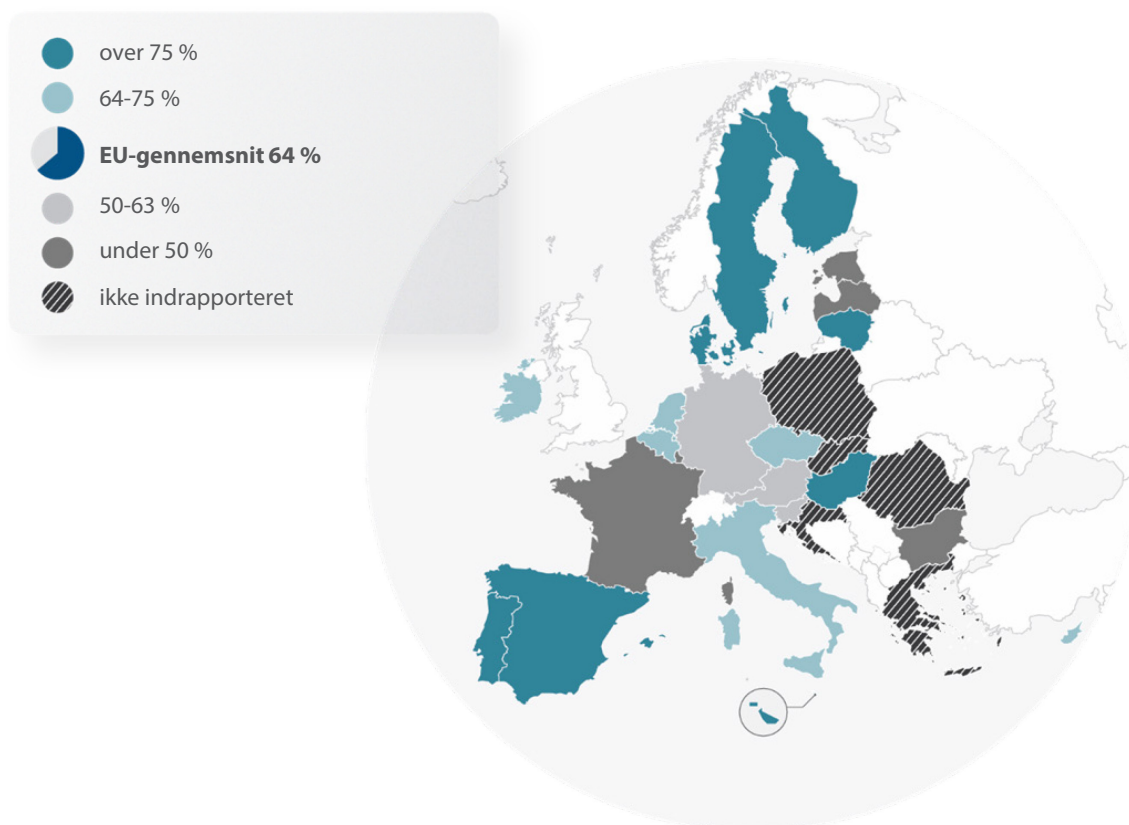 over 75 %
64-75 %
EU-gennemsnit 64 %
50-63 %
under 50 %
ikke indrapporteret